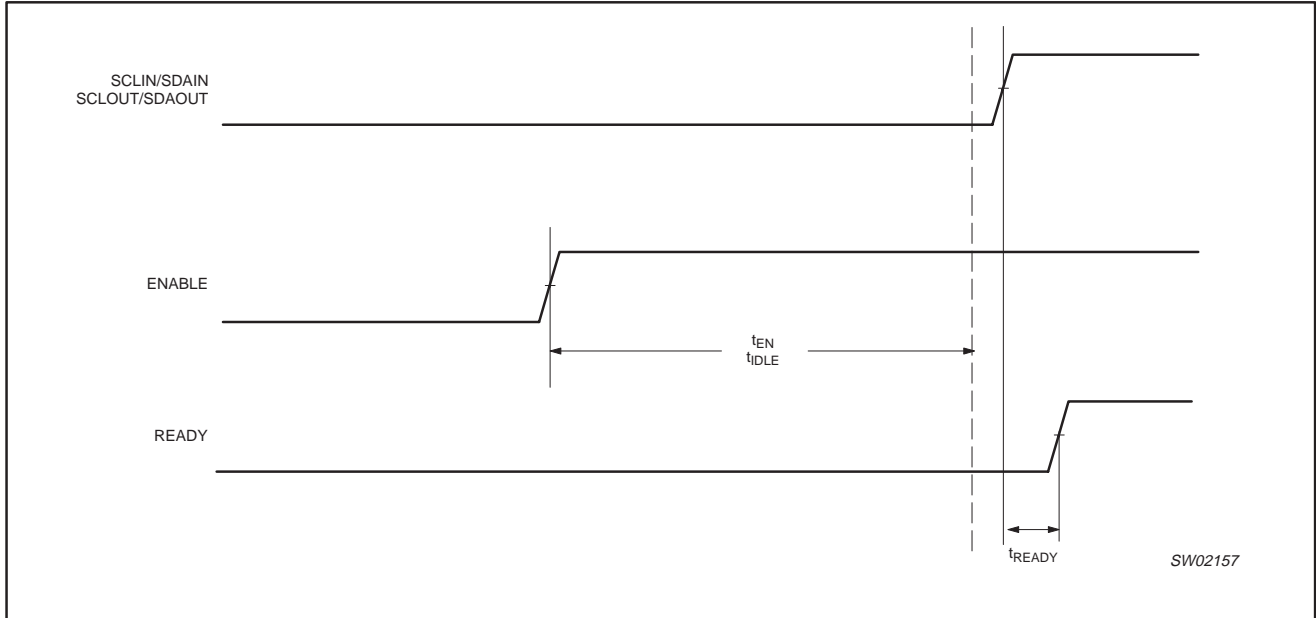 SCLIN/SDAIN
SCLOUT/SDAOUT
ENABLE
tEN
tIDLE
READY
tREADY
SW02157